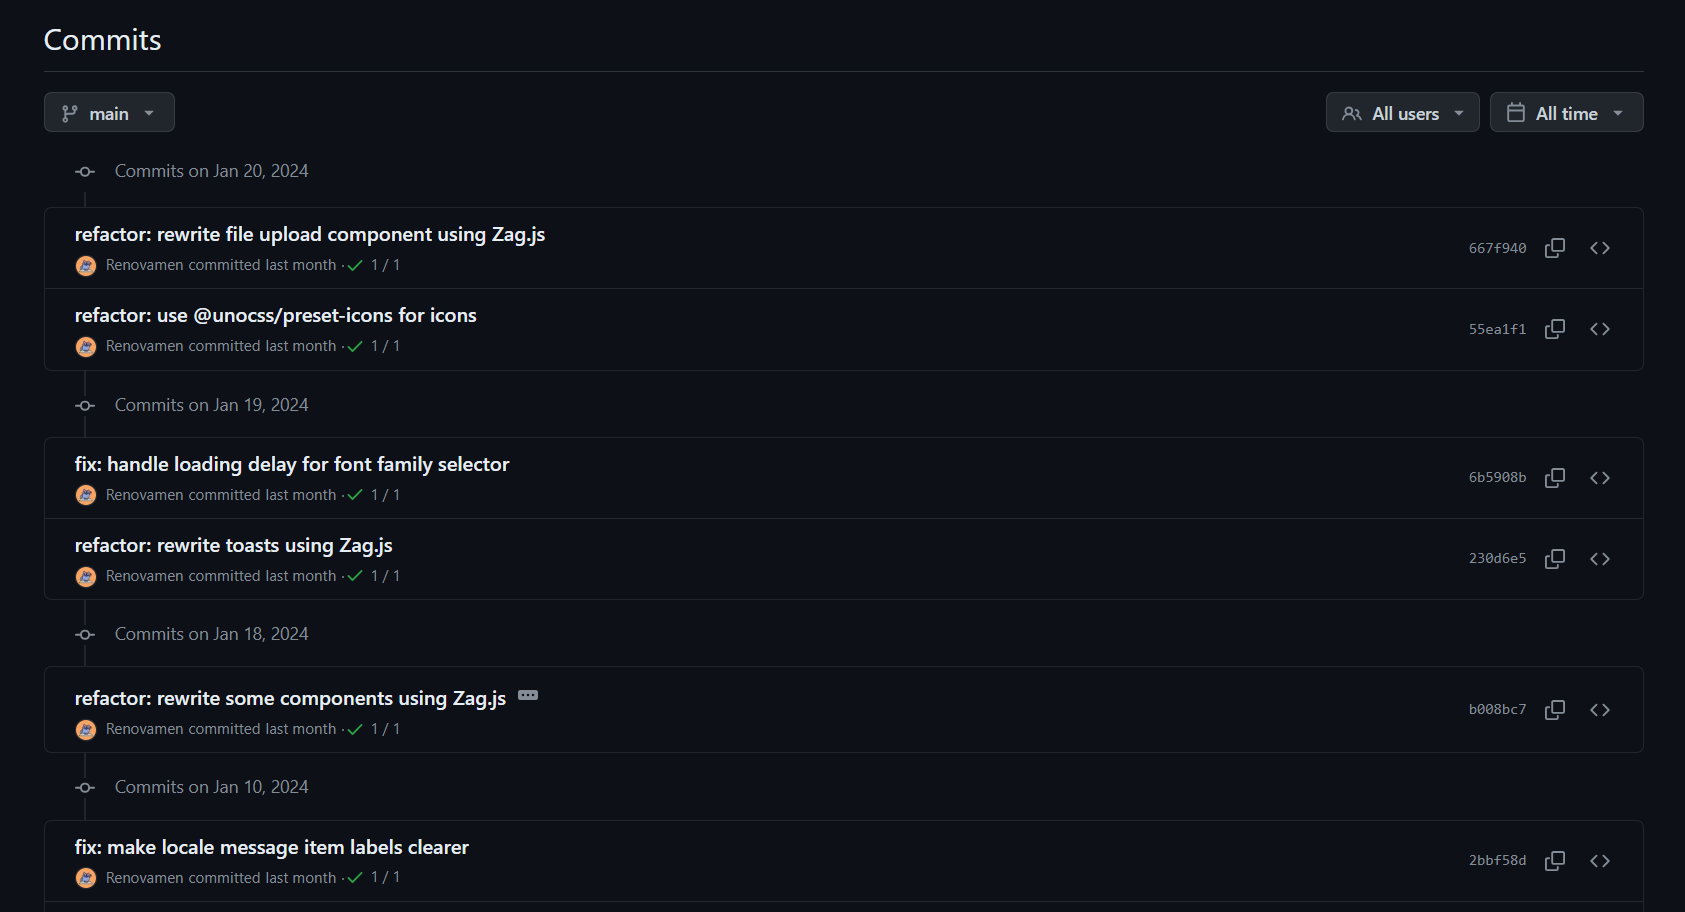 Commits
main
All users
All time
Commits on Jan 20, 2024
refactor: rewrite file upload component using Zag.js
667f940
Renovamen committed last month · 1 / 1
refactor: use @unocss/preset-icons for icons
55ea1f1
Renovamen committed last month · 1 / 1
Commits on Jan 19, 2024
fix: handle loading delay for font family selector
6b5908b
Renovamen committed last month · 1 / 1
refactor: rewrite toasts using Zag.js
230d6e5
Renovamen committed last month · 1 / 1
Commits on Jan 18, 2024
refactor: rewrite some components using Zag.js
b008bc7
Renovamen committed last month · 1 / 1
Commits on Jan 10, 2024
fix: make locale message item labels clearer
2bbf58d
Renovamen committed last month · 1 / 1